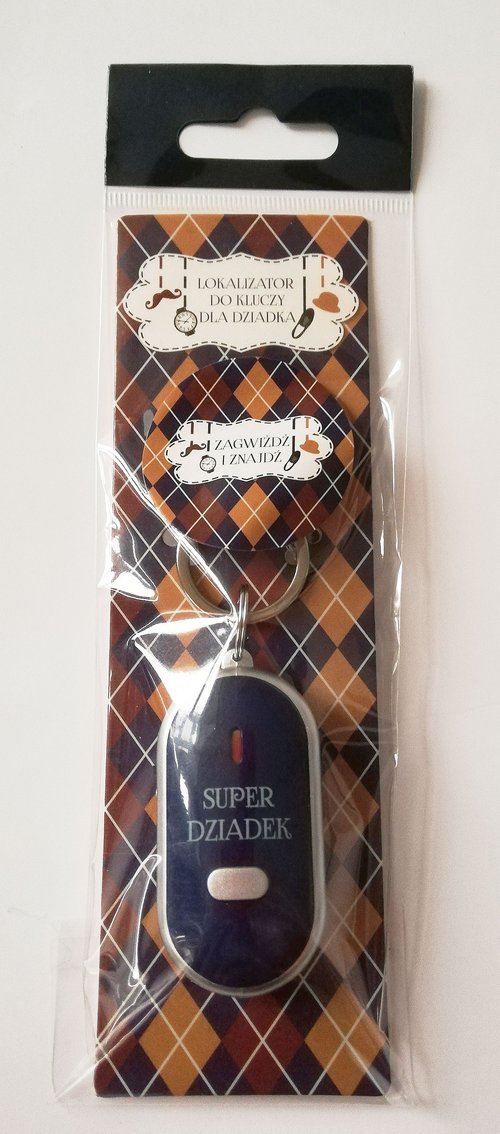 LOKALIZATOR
DO KLUCZY
DLA DZIADKA
ZAGWIŻDŻ
I ZNAJDŹ
SUPER
DZIADEK